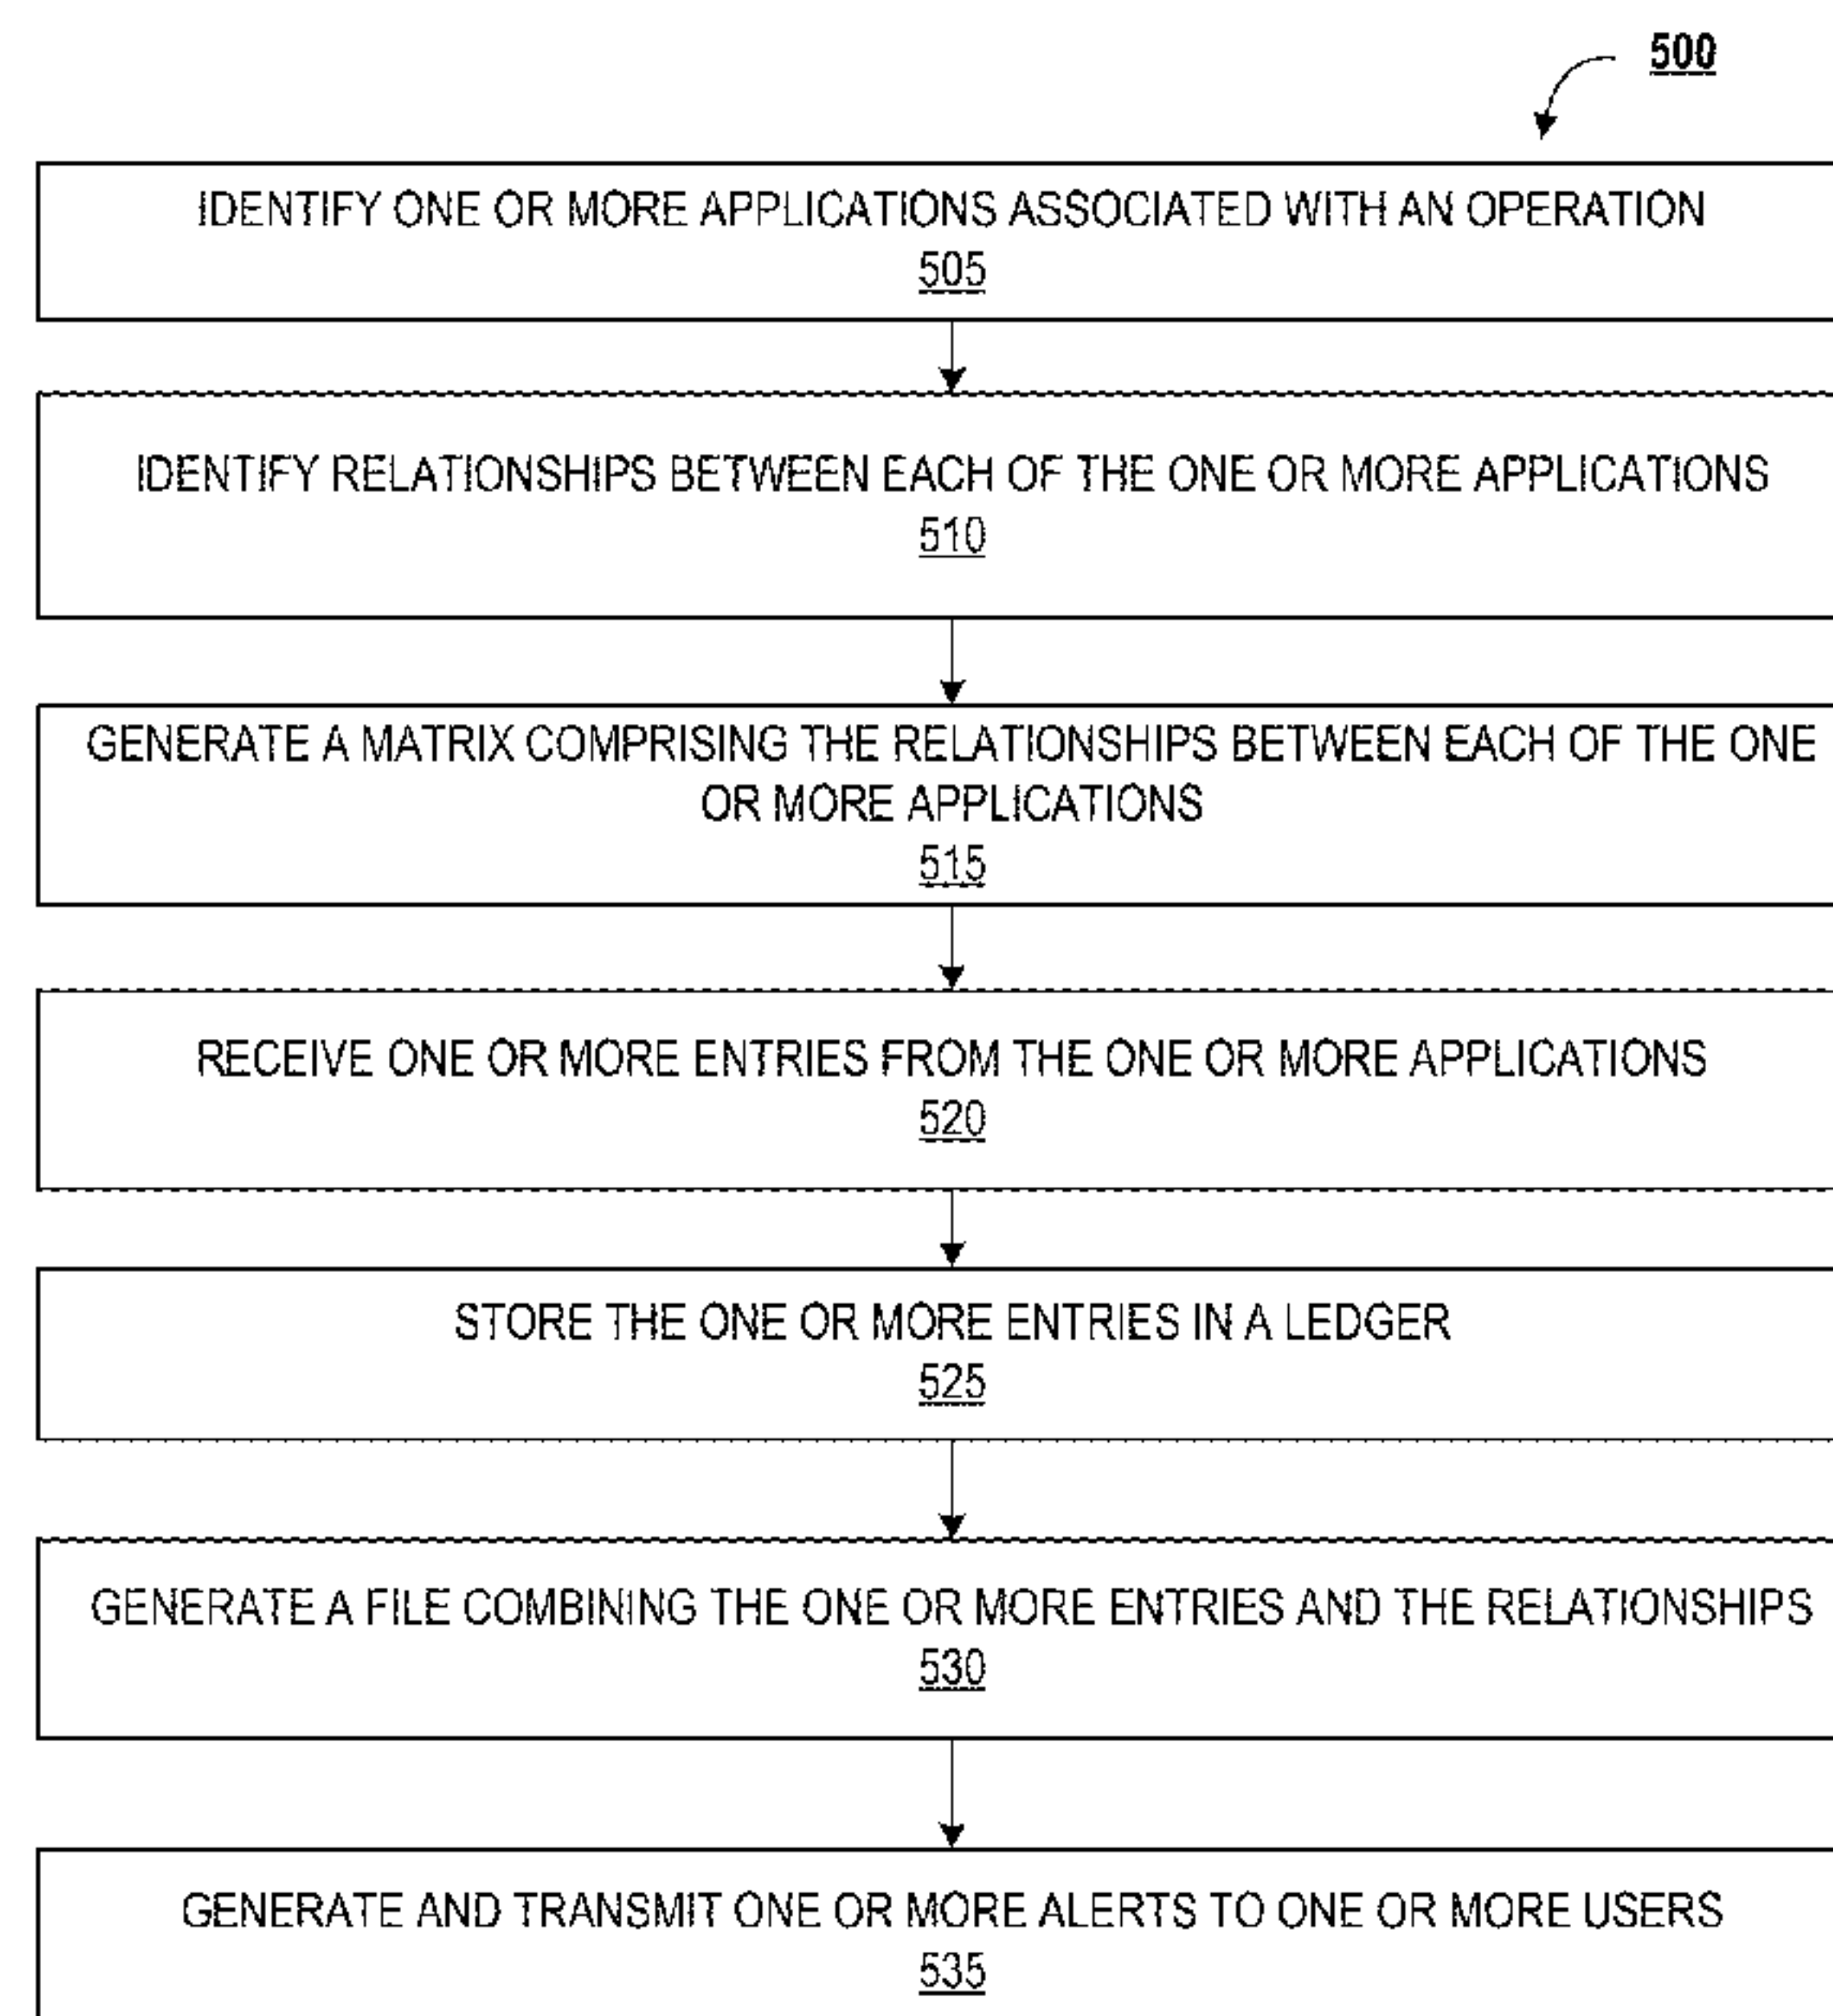 500
IDENTIFY ONE OR MORE APPLICATIONS ASSOCIATED WITH AN OPERATION
505
IDENTIFY RELATIONSHIPS BETWEEN EACH OF THE ONE OR MORE APPLICATIONS
510
GENERATE A MATRIX COMPRISING THE RELATIONSHIPS BETWEEN EACH OF THE ONE
OR MORE APPLICATIONS
515
RECEIVE ONE OR MORE ENTRIES FROM THE ONE OR MORE APPLICATIONS
520
STORE THE ONE OR MORE ENTRIES IN A LEDGER
525
GENERATE A FILE COMBINING THE ONE OR MORE ENTRIES AND THE RELATIONSHIPS
530
GENERATE AND TRANSMIT ONE OR MORE ALERTS TO ONE OR MORE USERS
535